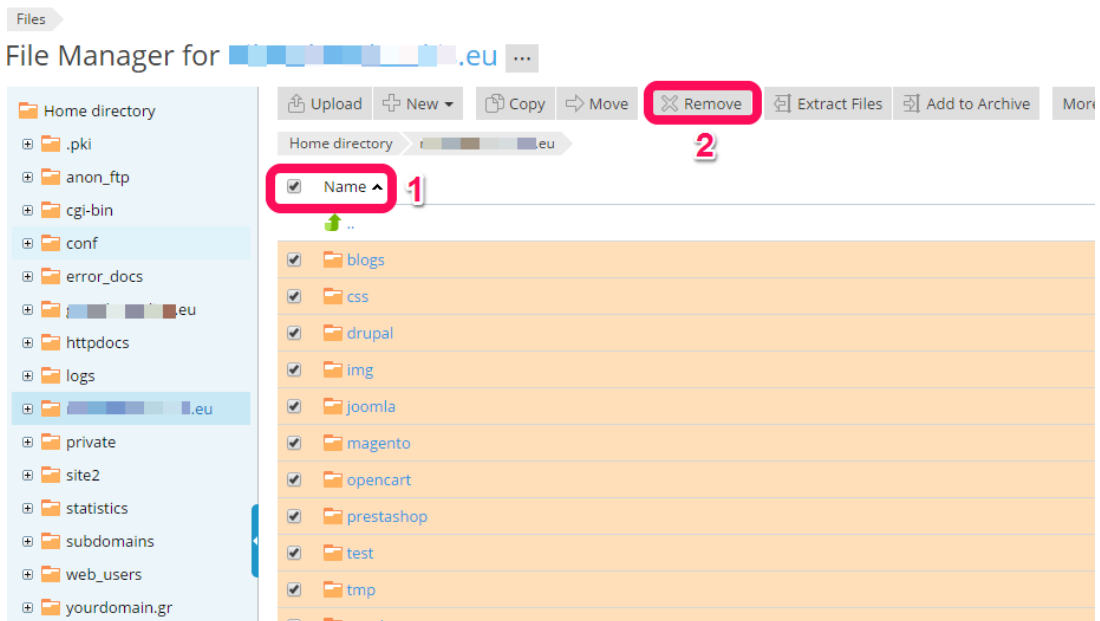 Files
File Manager for .eu ...
Home directory
.pki
anon_ftp
cgi-bin
conf
error_docs
.eu
httpdocs
logs
.eu
private
site2
statistics
subdomains
web_users
yourdomain.gr
Upload New Copy Move Remove Extract Files Add to Archive More
Home directory .eu
2
Name 1
..
blogs
css
drupal
img
joomla
magento
opencart
prestashop
test
tmp